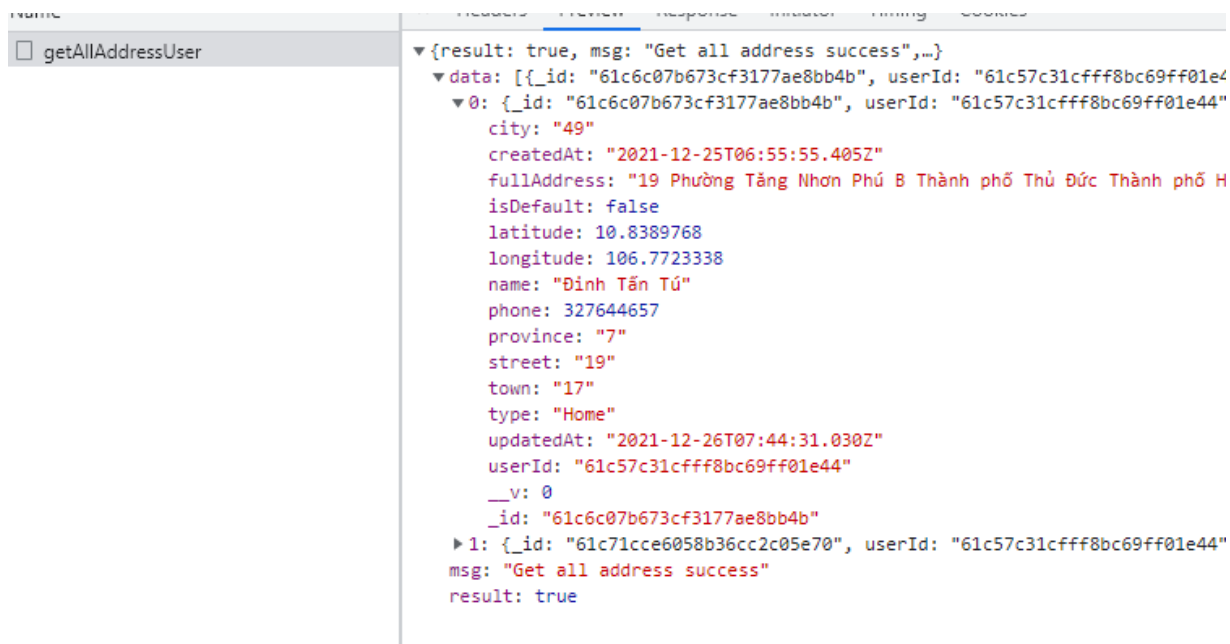 Name
Headers Preview Response Initiator Timing Cookies
getAllAddressUser
▼{result: true, msg: "Get all address success",…}
▼data: [{_id: "61c6c07b673cf3177ae8bb4b", userId: "61c57c31cfff8bc69ff01e4
▼0: {_id: "61c6c07b673cf3177ae8bb4b", userId: "61c57c31cfff8bc69ff01e44"
city: "49"
createdAt: "2021-12-25T06:55:55.405Z"
fullAddress: "19 Phường Tăng Nhơn Phú B Thành phố Thủ Đức Thành phố H
isDefault: false
latitude: 10.8389768
longitude: 106.7723338
name: "Đinh Tấn Tú"
phone: 327644657
province: "7"
street: "19"
town: "17"
type: "Home"
updatedAt: "2021-12-26T07:44:31.030Z"
userId: "61c57c31cfff8bc69ff01e44"
__v: 0
_id: "61c6c07b673cf3177ae8bb4b"
▶1: {_id: "61c71cce6058b36cc2c05e70", userId: "61c57c31cfff8bc69ff01e44"
msg: "Get all address success"
result: true